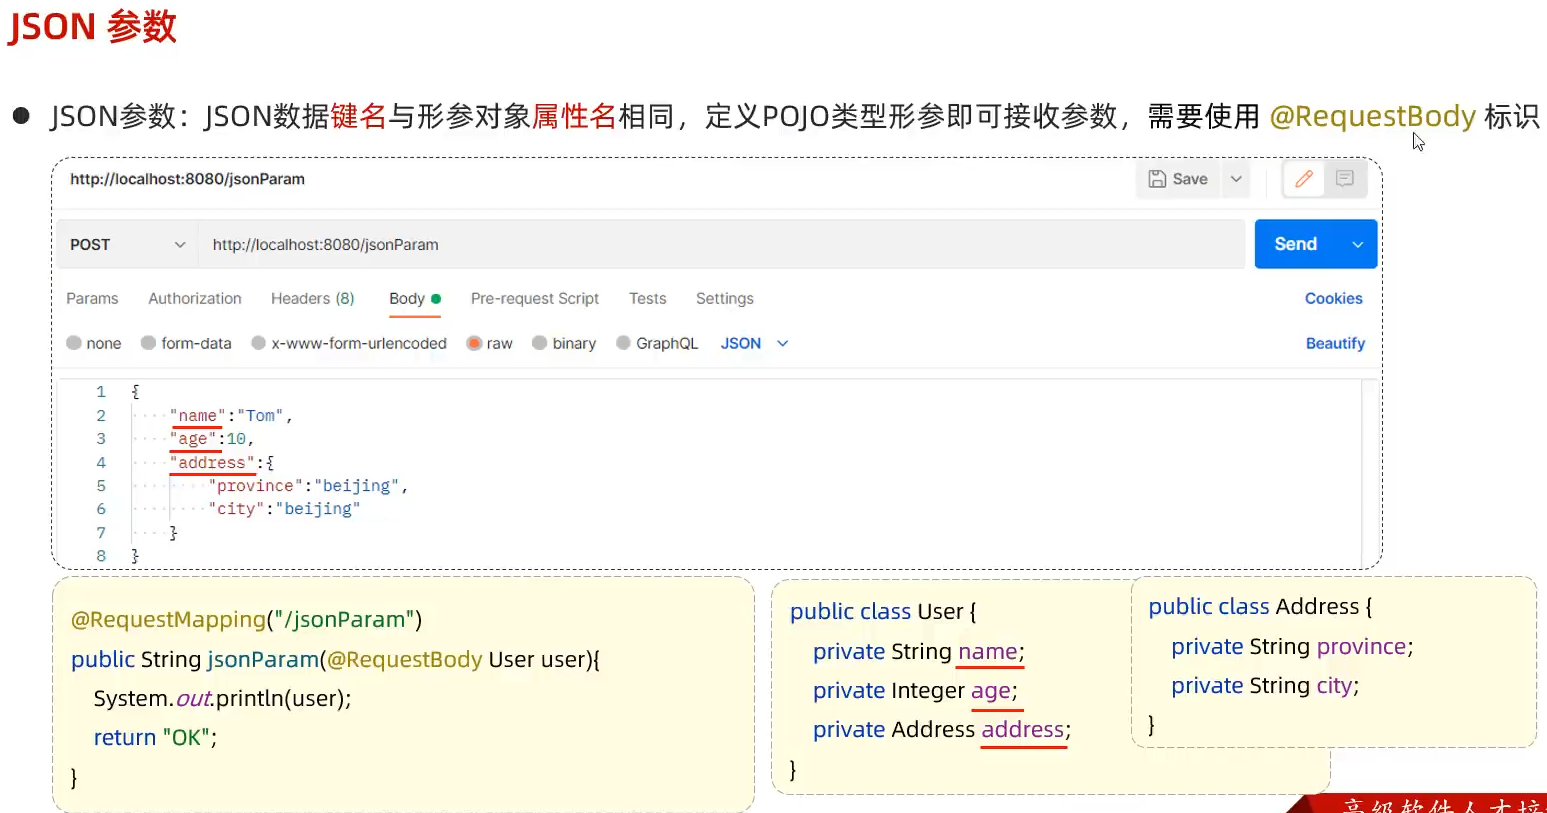 JSON 参数
● JSON参数：JSON数据键名与形参对象属性名相同，定义POJO类型形参即可接收参数，需要使用 @RequestBody 标识
http://localhost:8080/jsonParam
Save
POST
http://localhost:8080/jsonParam
Send
Params Authorization Headers (8) Body Pre-request Script Tests Settings Cookies
none form-data x-www-form-urlencoded raw binary GraphQL JSON Beautify
1 {
2 "name":"Tom",
3 "age":10,
4 "address":{
5 "province":"beijing",
6 "city":"beijing"
7 }
8 }
@RequestMapping("/jsonParam")
public String jsonParam(@RequestBody User user){
System.out.println(user);
return "OK";
}
public class User {
private String name;
private Integer age;
private Address address;
}
public class Address {
private String province;
private String city;
}
高级软件人才培